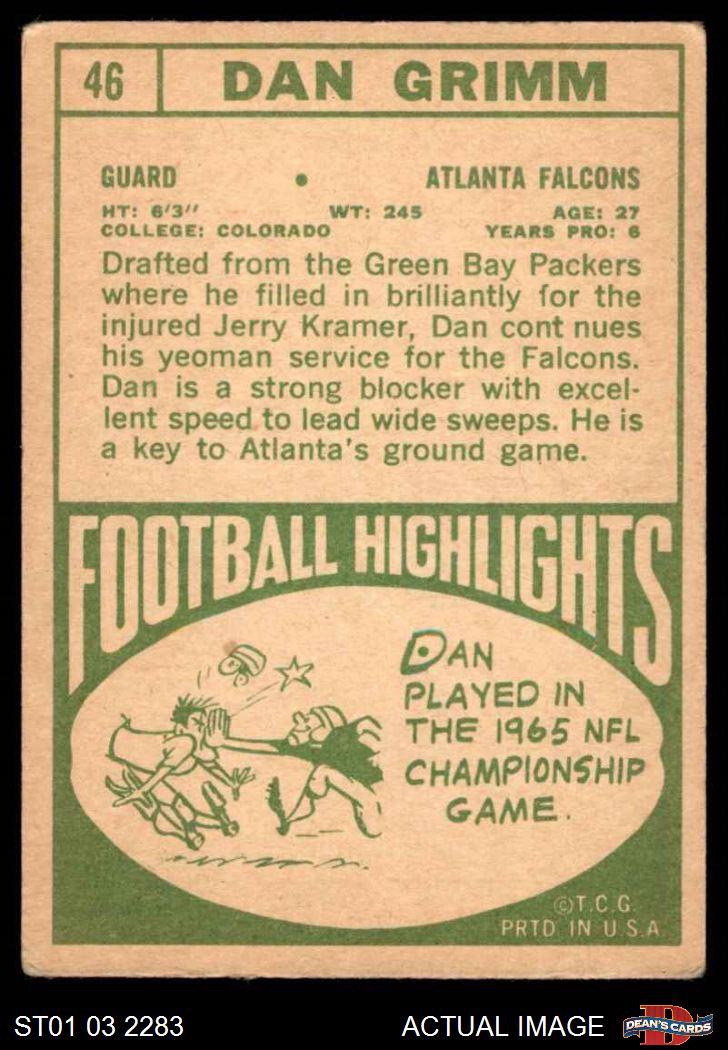 46 DAN GRIMM
GUARD • ATLANTA FALCONS
HT: 6'3" WT: 245 AGE: 27
COLLEGE: COLORADO YEARS PRO: 6
Drafted from the Green Bay Packers
where he filled in brilliantly for the
injured Jerry Kramer, Dan cont nues
his yeoman service for the Falcons.
Dan is a strong blocker with excel-
lent speed to lead wide sweeps. He is
a key to Atlanta's ground game.
FOOTBALL HIGHLIGHTS
DAN
PLAYED IN
THE 1965 NFL
CHAMPIONSHIP
GAME.
©T.C.G.
PRTD IN U.S.A.
ST01 03 2283 ACTUAL IMAGE D DEAN'S CARDS